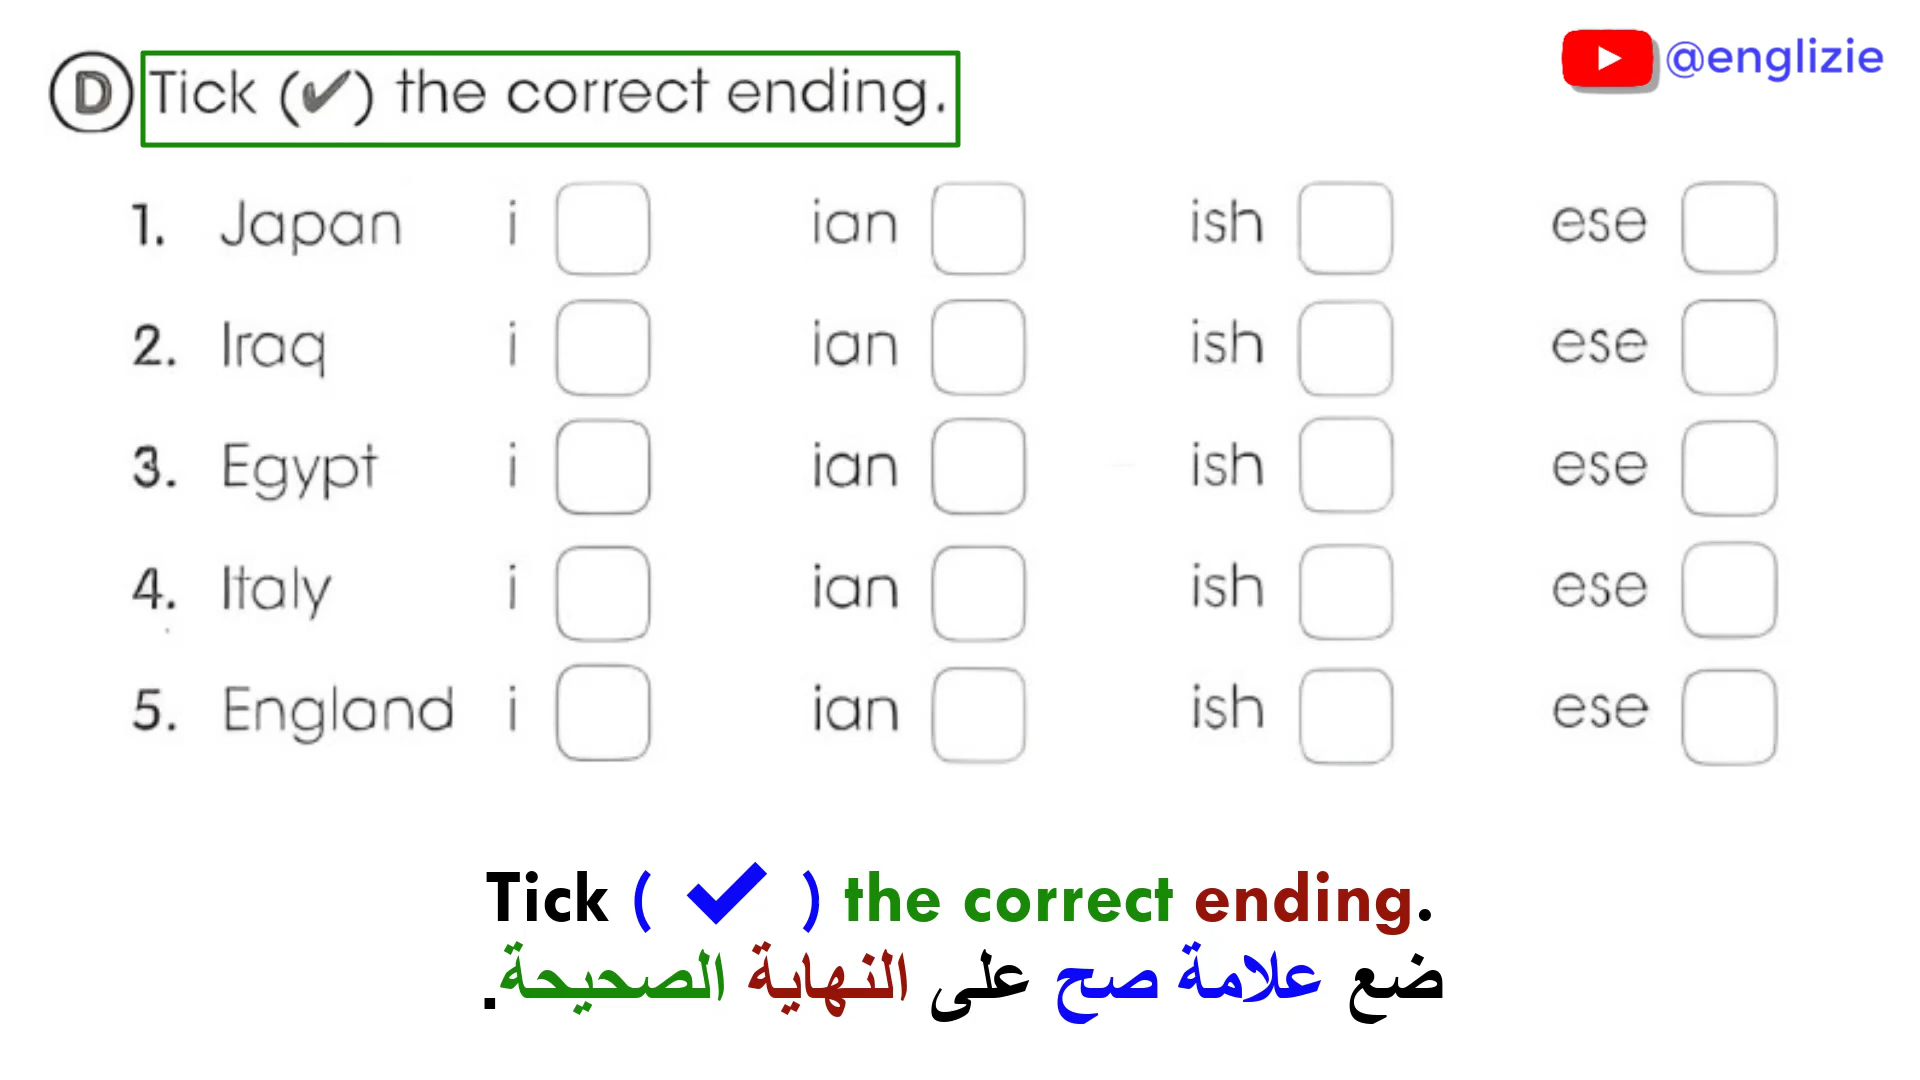 @englizie
D Tick (✔) the correct ending.
1. Japan i ian ish ese
2. Iraq i ian ish ese
3. Egypt i ian ish ese
4. Italy i ian ish ese
5. England i ian ish ese
Tick ( ✔ ) the correct ending.
ضع علامة صح على النهاية الصحيحة.